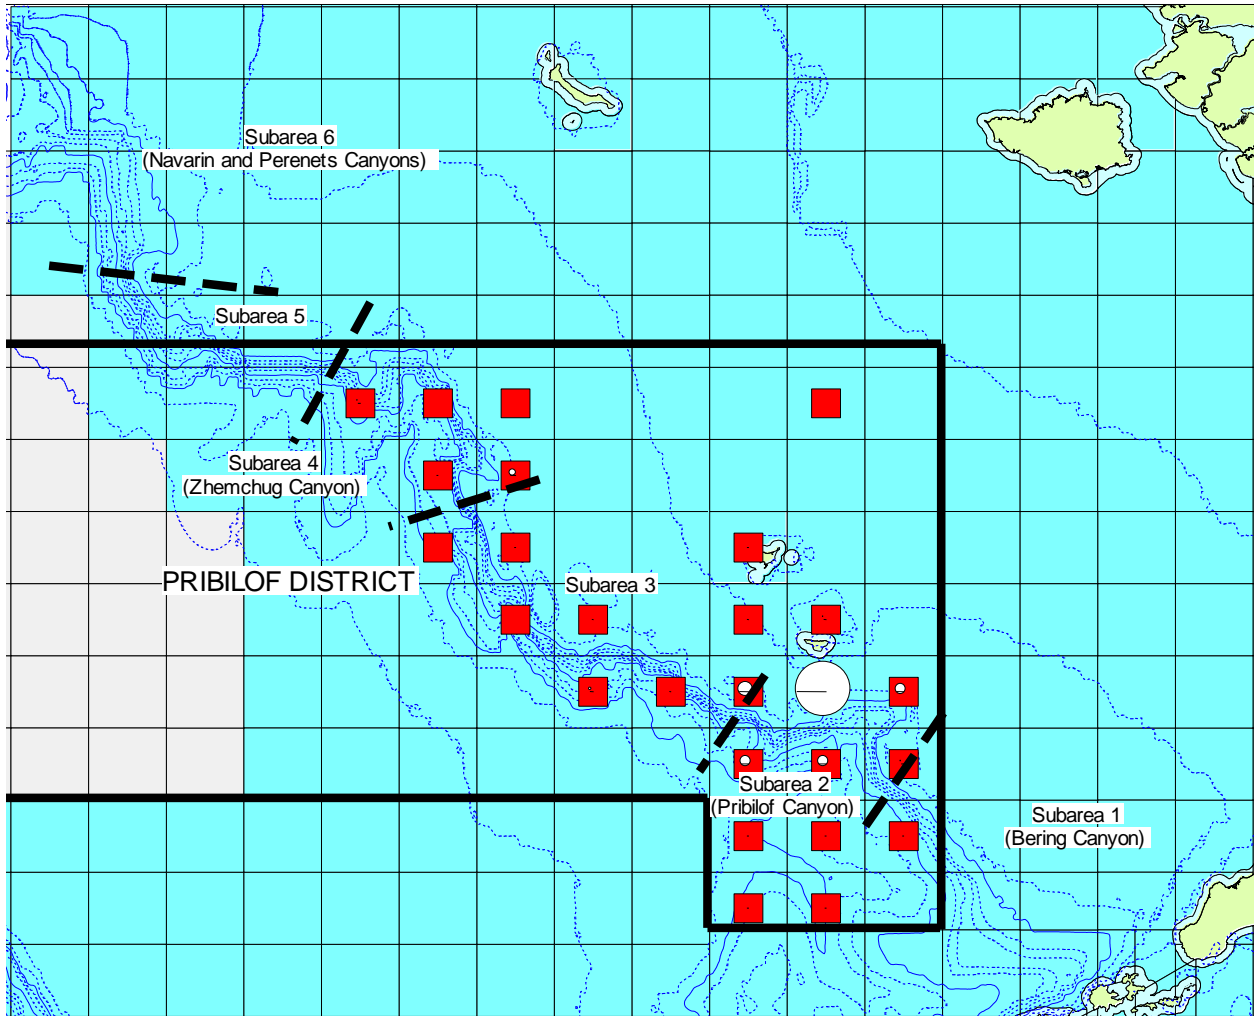 Subarea 6
(Navarin and Perenets Canyons)
Subarea 5
Subarea 4
(Zhemchug Canyon)
PRIBILOF DISTRICT
Subarea 3
Subarea 2
(Pribilof Canyon)
Subarea 1
(Bering Canyon)